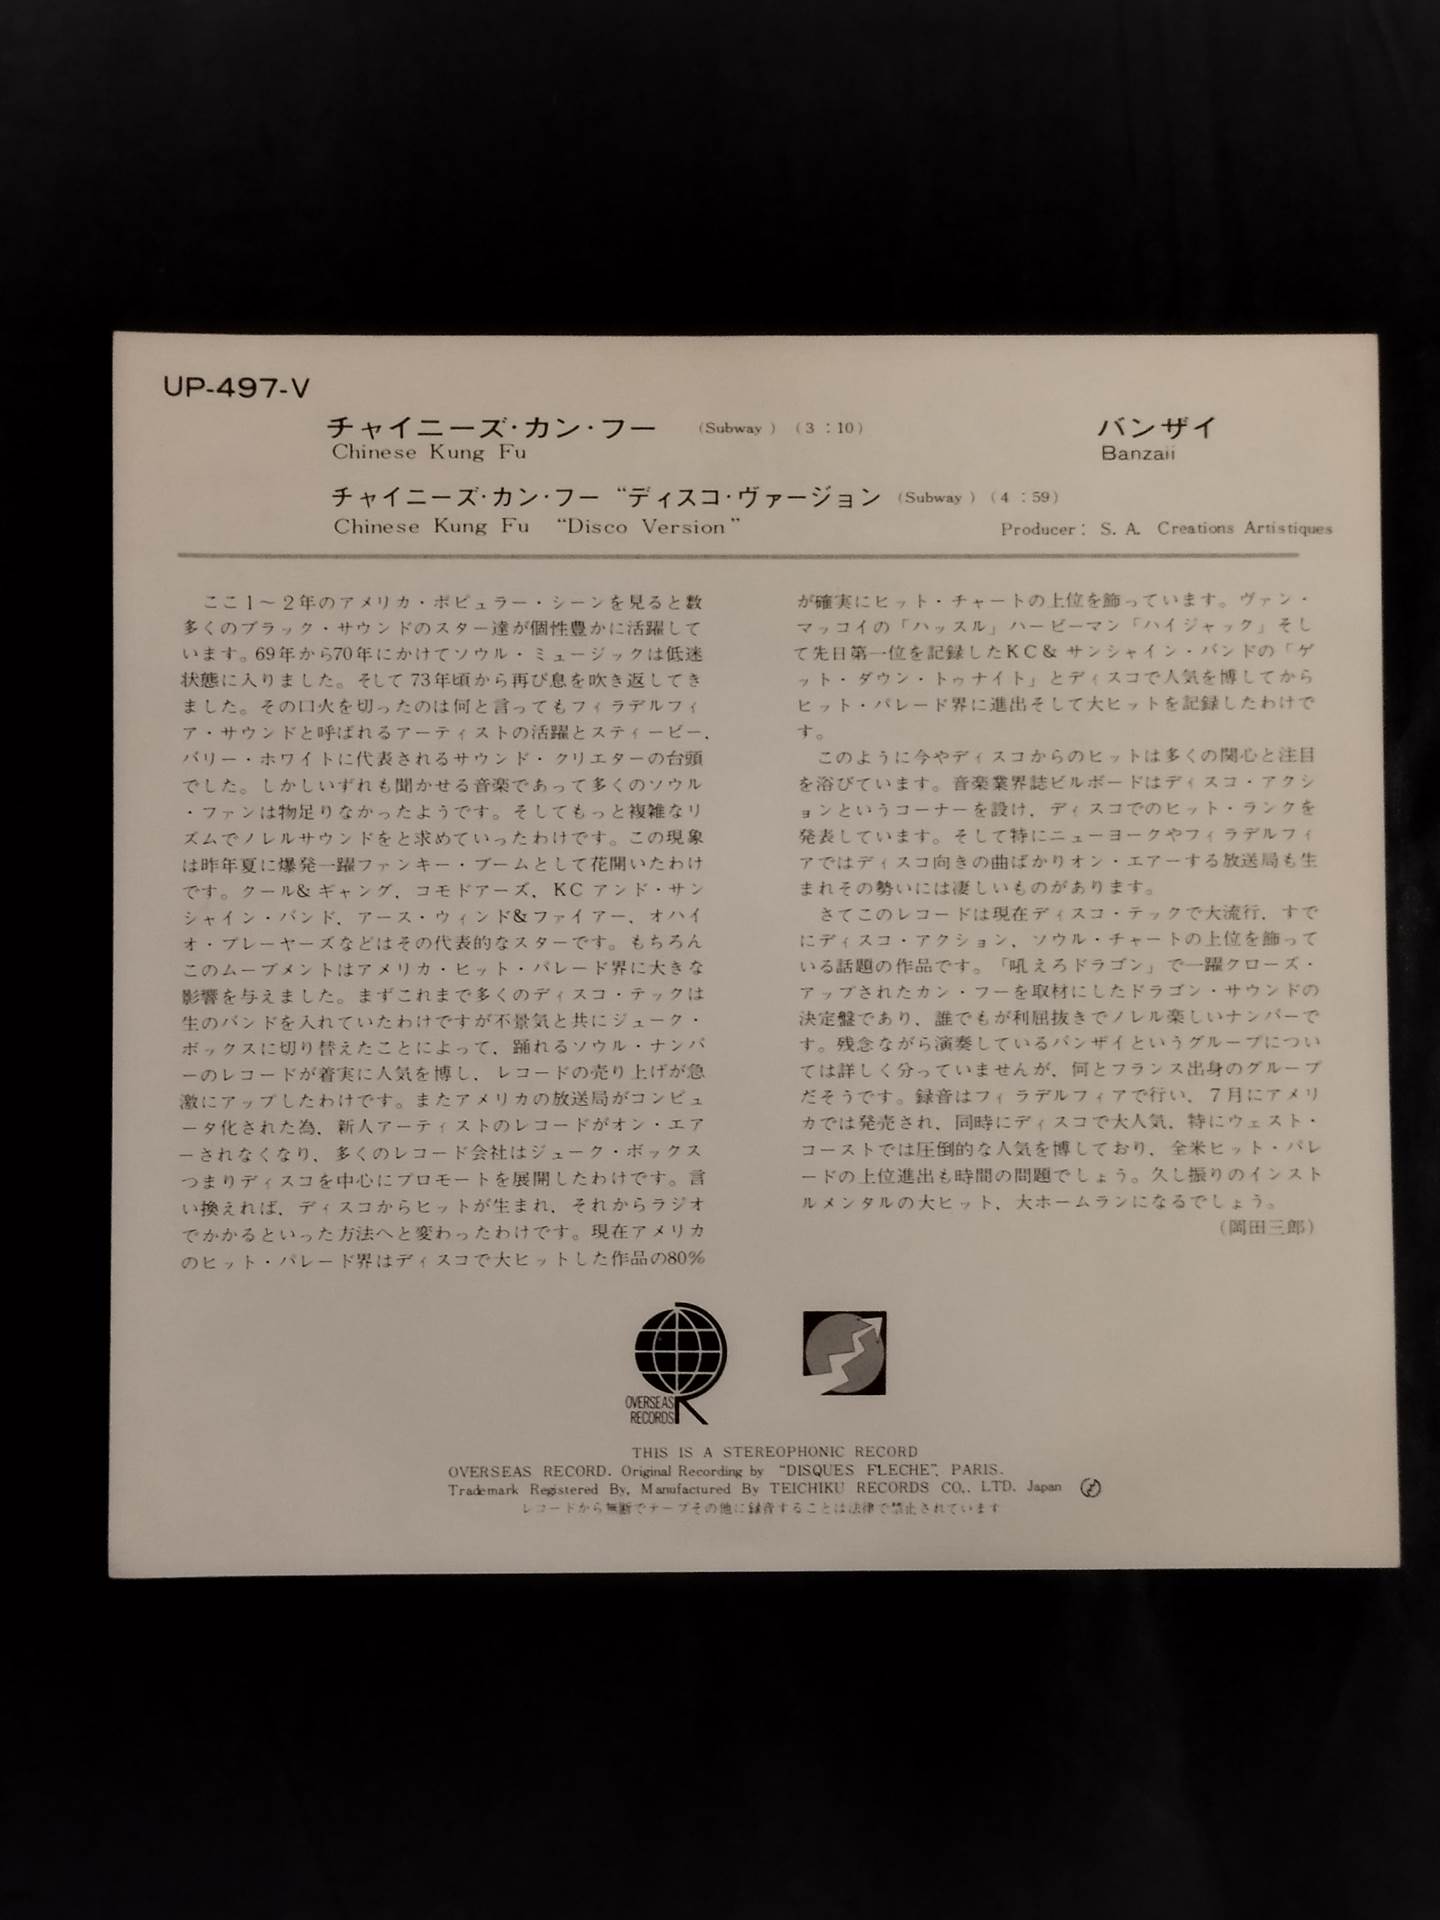 UP-497-V
チャイニーズ・カン・フー (Subway) (3:10) バンザイ
Chinese Kung Fu Banzaii
チャイニーズ・カン・フー “ディスコ・ヴァージョン (Subway) (4:59)
Chinese Kung Fu “Disco Version” Producer: S. A. Creations Artistiques
ここ1～2年のアメリカ・ポピュラー・シーンを見ると数
多くのブラック・サウンドのスター達が個性豊かに活躍して
います。69年から70年にかけてソウル・ミュージックは低迷
状態に入りました。そして73年頃から再び息を吹き返してき
ました。その口火を切ったのは何と言ってもフィラデルフィ
ア・サウンドと呼ばれるアーティストの活躍とスティービー、
バリー・ホワイトに代表されるサウンド・クリエターの台頭
でした。しかしいずれも聞かせる音楽であって多くのソウル
・ファンは物足りなかったようです。そしてもっと複雑なリ
ズムでノレルサウンドをと求めていったわけです。この現象
は昨年夏に爆発一躍ファンキー・ブームとして花開いたわけ
です。クール&ギャング、コモドアーズ、KC アンド・サン
シャイン・バンド、アース・ウィンド&ファイアー、オハイ
オ・プレーヤーズなどはその代表的なスターです。もちろん
このムーブメントはアメリカ・ヒット・パレード界に大きな
影響を与えました。まずこれまで多くのディスコ・テックは
生のバンドを入れていたわけですが不景気と共にジューク・
ボックスに切り替えたことによって、踊れるソウル・ナンバ
ーのレコードが着実に人気を博し、レコードの売り上げが急
激にアップしたわけです。またアメリカの放送局がコンピュ
ータ化された為、新人アーティストのレコードがオン・エア
ーされなくなり、多くのレコード会社はジューク・ボックス
つまりディスコを中心にプロモートを展開したわけです。言
い換えれば、ディスコからヒットが生まれ、それからラジオ
でかかるといった方法へと変わったわけです。現在アメリカ
のヒット・パレード界はディスコで大ヒットした作品の80%
が確実にヒット・チャートの上位を飾っています。ヴァン・
マッコイの「ハッスル」ハービーマン「ハイジャック」そし
て先日第一位を記録したKC& サンシャイン・バンドの「ゲ
ット・ダウン・トゥナイト」とディスコで人気を博してから
ヒット・パレード界に進出そして大ヒットを記録したわけで
す。
このように今やディスコからのヒットは多くの関心と注目
を浴びています。音楽業界誌ビルボードはディスコ・アクシ
ョンというコーナーを設け、ディスコでのヒット・ランクを
発表しています。そして特にニューヨークやフィラデルフィ
アではディスコ向きの曲ばかりオン・エアーする放送局も生
まれその勢いには凄しいものがあります。
さてこのレコードは現在ディスコ・テックで大流行、すで
にディスコ・アクション、ソウル・チャートの上位を飾って
いる話題の作品です。「吼えろドラゴン」で一躍クローズ・
アップされたカン・フーを取材にしたドラゴン・サウンドの
決定盤であり、誰でもが利屈抜きでノレル楽しいナンバーで
す。残念ながら演奏しているバンザイというグループについ
ては詳しく分っていませんが、何とフランス出身のグループ
だそうです。録音はフィラデルフィアで行い、7月にアメリ
カでは発売され、同時にディスコで大人気、特にウェスト・
コーストでは圧倒的な人気を博しており、全米ヒット・パレ
ードの上位進出も時間の問題でしょう。久し振りのインスト
ルメンタルの大ヒット、大ホームランになるでしょう。
(岡田三郎)
OVERSEAS
RECORDS
THIS IS A STEREOPHONIC RECORD
OVERSEAS RECORD. Original Recording by “DISQUES FLECHE”, PARIS.
Trademark Registered By, Manufactured By TEICHIKU RECORDS CO., LTD. Japan
レコードから無断でテープその他に録音することは法律で禁止されています